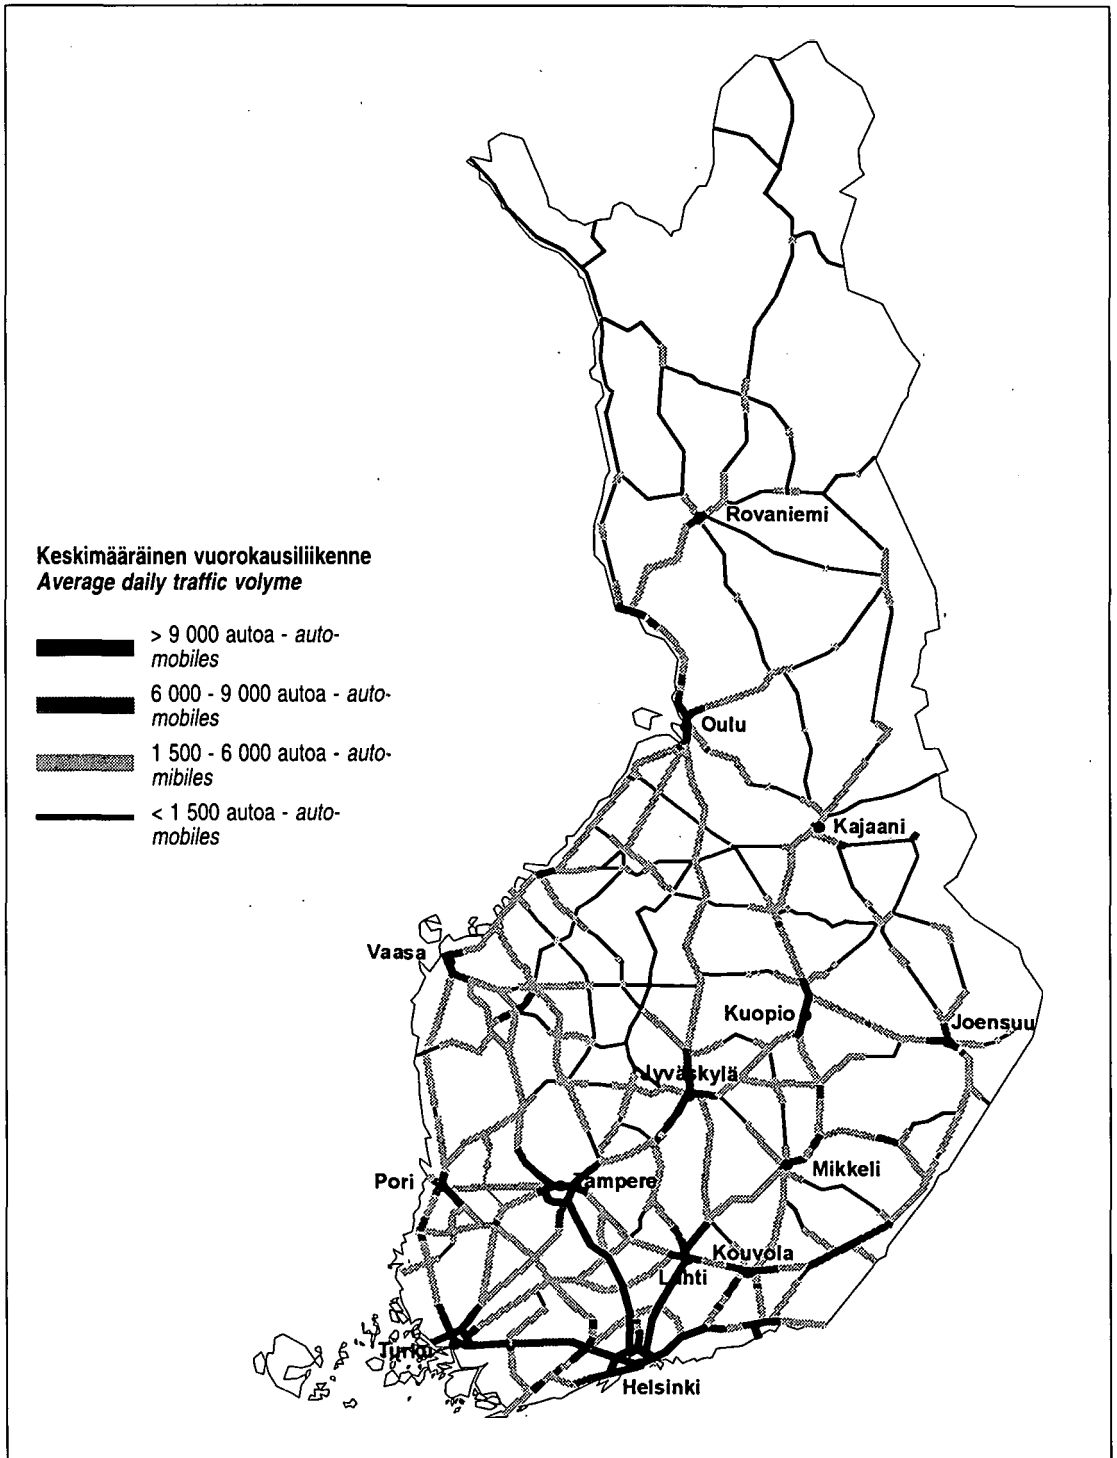 Rovaniemi
Keskimääräinen vuorokausiliikenne
Average daily traffic volyme
> 9 000 autoa - auto-
mobiles
6 000 - 9 000 autoa - auto-
mobiles
1 500 - 6 000 autoa - auto-
mibiles
< 1 500 autoa - auto-
mobiles
Oulu
Kajaani
Vaasa
Kuopio
Joensuu
Jyväskylä
Mikkeli
Pori
Tampere
Kouvola
Lahti
Turku
Helsinki